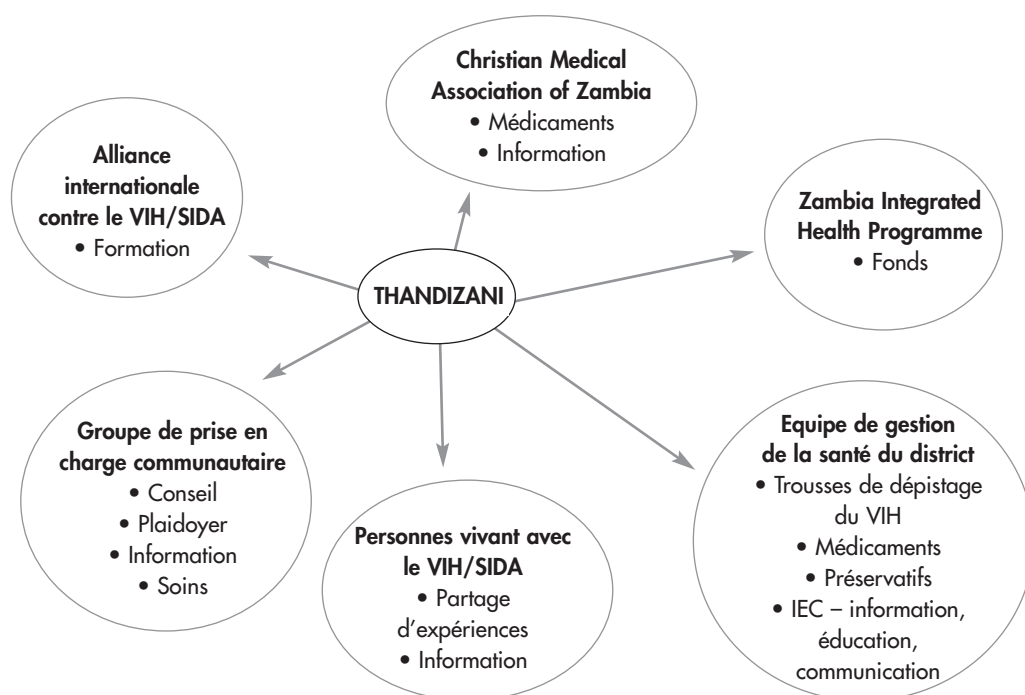 Christian Medical
Association of Zambia
• Médicaments
• Information
Alliance
internationale
contre le VIH/SIDA
• Formation
Zambia Integrated
Health Programme
• Fonds
THANDIZANI
Groupe de prise en
charge communautaire
• Conseil
• Plaidoyer
• Information
• Soins
Personnes vivant avec
le VIH/SIDA
• Partage
d’expériences
• Information
Equipe de gestion
de la santé du district
• Trousses de dépistage
du VIH
• Médicaments
• Préservatifs
• IEC – information,
éducation,
communication